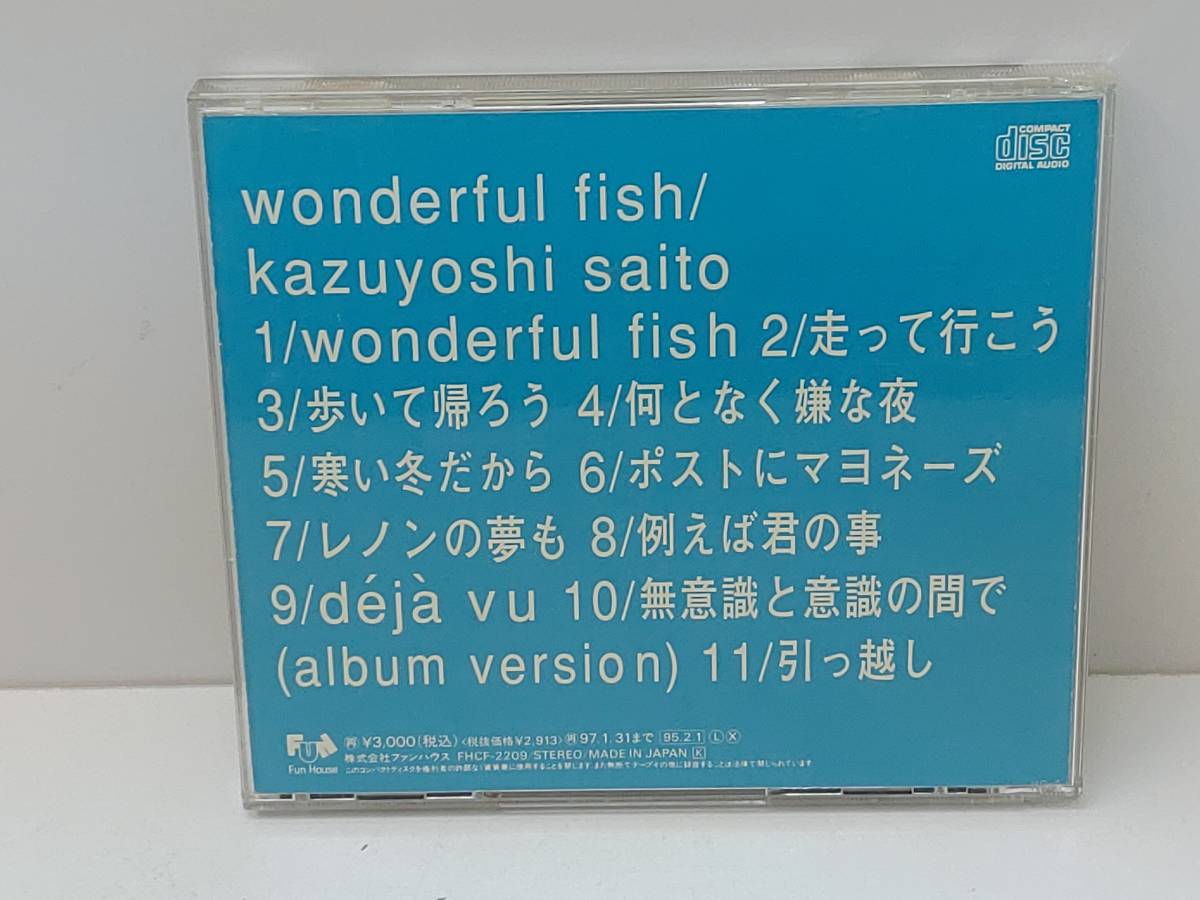 COMPACT
disc
DIGITAL AUDIO
wonderful fish/
kazuyoshi saito
1/wonderful fish 2/走って行こう
3/歩いて帰ろう 4/何となく嫌な夜
5/寒い冬だから 6/ポストにマヨネーズ
7/レノンの夢も 8/例えば君の事
9/déjà vu 10/無意識と意識の間で
(album version) 11/引っ越し
Fun House
¥3,000(税込)<税抜価格¥2,913> 97.1.31まで 95.2.1 L X
株式会社ファンハウス FHCF-2209/STEREO/MADE IN JAPAN K